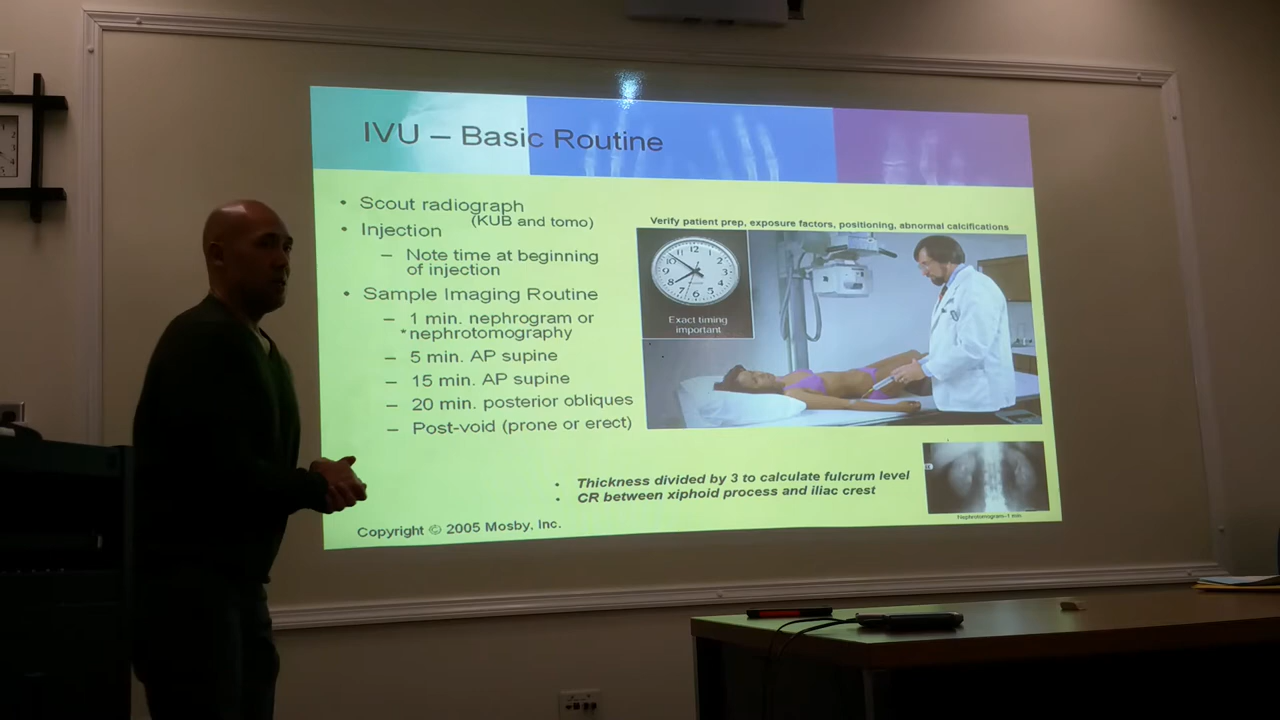 IVU – Basic Routine
• Scout radiograph
(KUB and tomo)
• Injection
– Note time at beginning
of injection
• Sample Imaging Routine
– 1 min. nephrogram or
*nephrotomography
– 5 min. AP supine
– 15 min. AP supine
– 20 min. posterior obliques
– Post-void (prone or erect)
Verify patient prep, exposure factors, positioning, abnormal calcifications
Exact timing
important
• Thickness divided by 3 to calculate fulcrum level
• CR between xiphoid process and iliac crest
Nephrotomogram-1 min.
Copyright © 2005 Mosby, Inc.